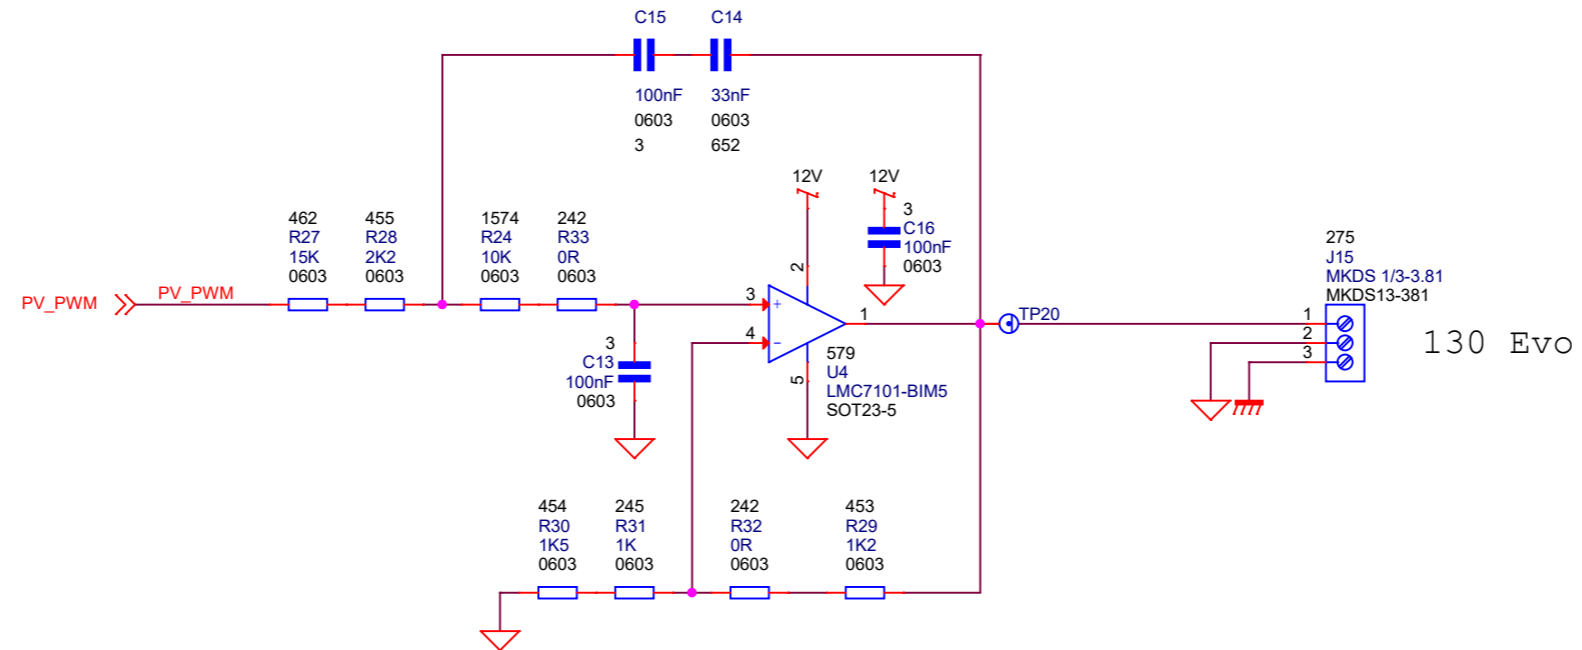 C15
100nF
0603
3
C14
33nF
0603
652
12V
12V
3
C16
100nF
0603
462
R27
15K
0603
455
R28
2K2
0603
1574
R24
10K
0603
242
R33
0R
0603
PV_PWM
PV_PWM
3
C13
100nF
0603
2
3
+
4
−
1
5
579
U4
LMC7101-BIM5
SOT23-5
TP20
275
J15
MKDS 1/3-3.81
MKDS13-381
1
2
3
130 Evo
454
R30
1K5
0603
245
R31
1K
0603
242
R32
0R
0603
453
R29
1K2
0603